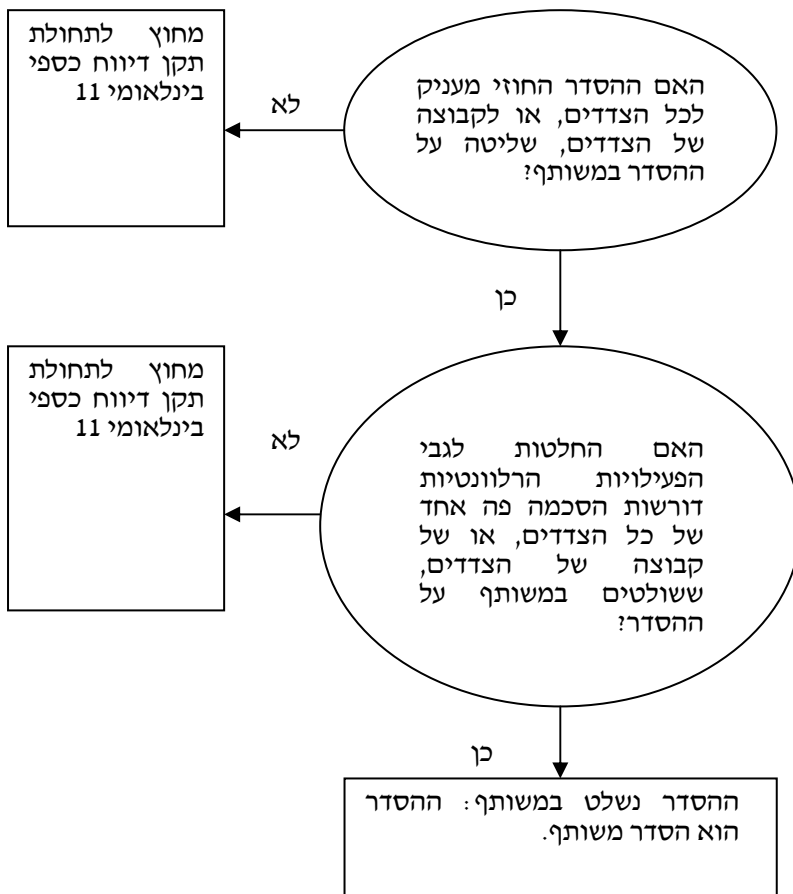 האם ההסדר החוזי מעניק
לכל הצדדים, או לקבוצה
של הצדדים, שליטה על
ההסדר במשותף?
לא
מחוץ לתחולת
תקן דיווח כספי
בינלאומי 11
כן
האם החלטות לגבי
הפעילויות הרלוונטיות
דורשות הסכמה פה אחד
של כל הצדדים, או של
קבוצה של הצדדים,
ששולטים במשותף על
ההסדר?
לא
מחוץ לתחולת
תקן דיווח כספי
בינלאומי 11
כן
ההסדר נשלט במשותף: ההסדר
הוא הסדר משותף.